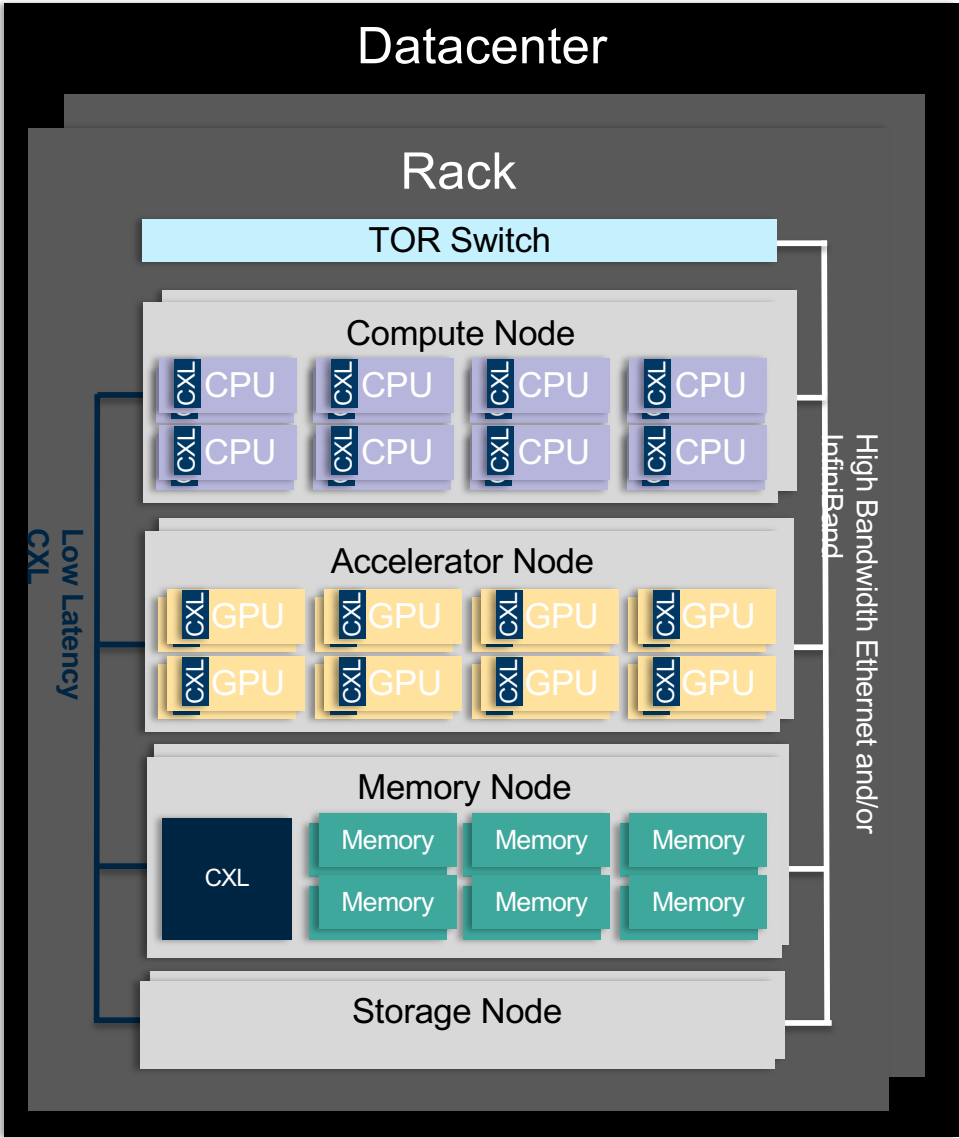 Datacenter
Rack
TOR Switch
Compute Node
CXL CPU CXL CPU CXL CPU CXL CPU
CXL CPU CXL CPU CXL CPU CXL CPU
Accelerator Node
CXL GPU CXL GPU CXL GPU CXL GPU
CXL GPU CXL GPU CXL GPU CXL GPU
Memory Node
CXL
Memory Memory Memory
Memory Memory Memory
Storage Node
Low Latency
CXL
High Bandwidth Ethernet and/or
InfiniBand